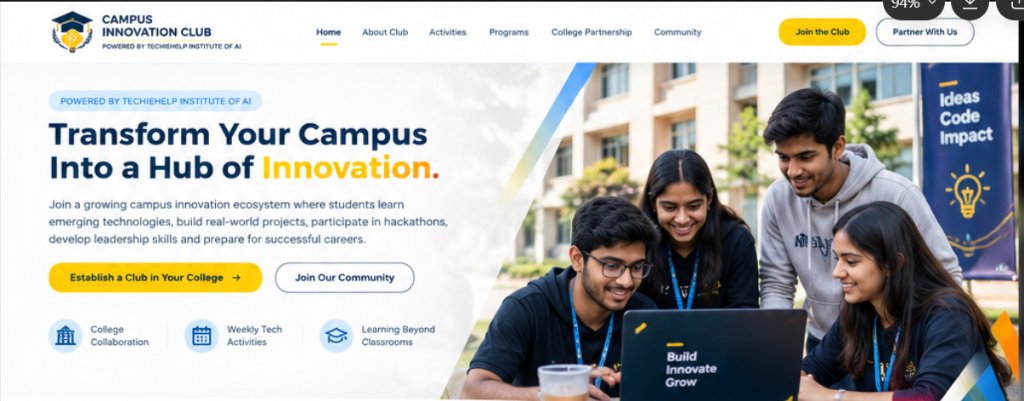 94%
CAMPUS
INNOVATION CLUB
POWERED BY TECHIEHELP INSTITUTE OF AI
Home
About Club
Activities
Programs
College Partnership
Community
Join the Club
Partner With Us
POWERED BY TECHIEHELP INSTITUTE OF AI
Transform Your Campus
Into a Hub of Innovation.
Join a growing campus innovation ecosystem where students learn
emerging technologies, build real-world projects, participate in hackathons,
develop leadership skills and prepare for successful careers.
Establish a Club in Your College →
Join Our Community
College
Collaboration
Weekly Tech
Activities
Learning Beyond
Classrooms
Ideas
Code
Impact
Build
Innovate
Grow